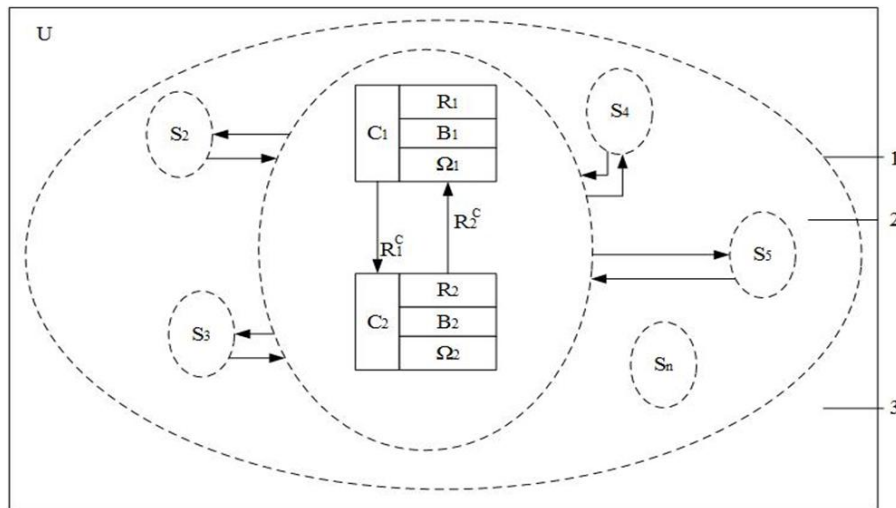 U
S₂
S₃
C₁
R₁
B₁
Ω₁
R₁ᶜ
R₂ᶜ
C₂
R₂
B₂
Ω₂
S₄
S₅
Sₙ
1
2
3